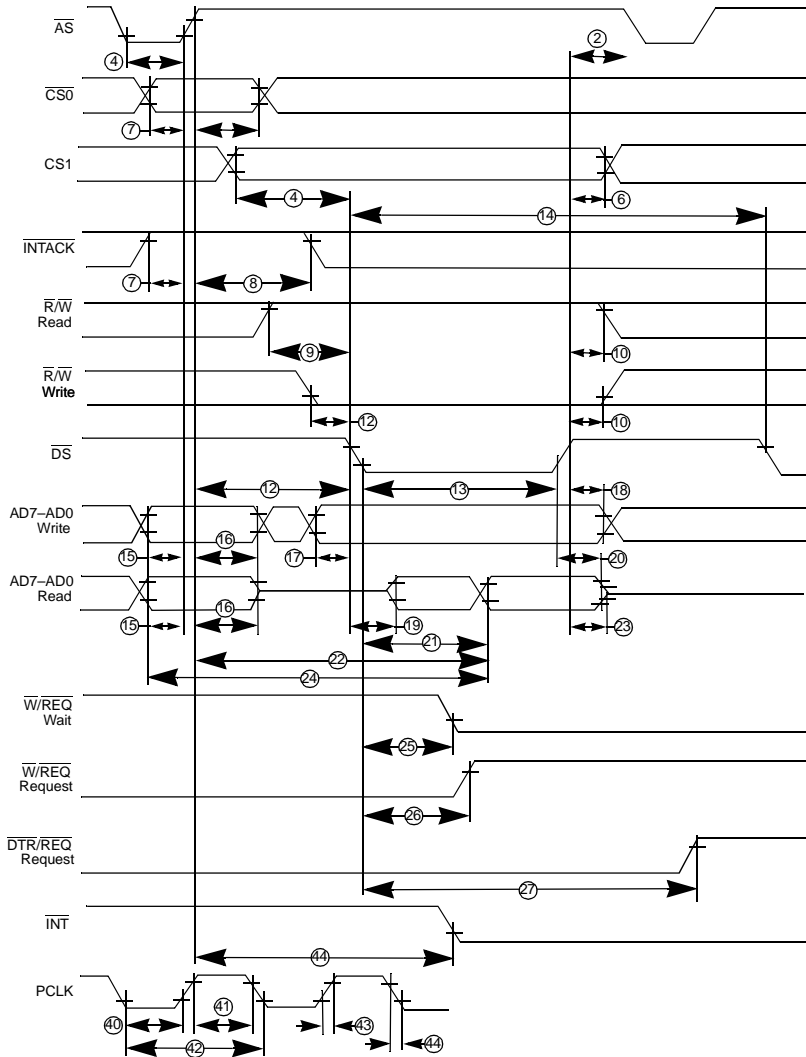 AS
2
4
CS0
7
CS1
4
6
14
INTACK
7
8
R/W
Read
9
10
R/W
Write
12
10
DS
12
13
18
AD7–AD0
Write
15
16
17
20
AD7–AD0
Read
15
16
19
21
23
22
24
W/REQ
Wait
25
W/REQ
Request
26
DTR/REQ
Request
27
INT
44
PCLK
40
41
43
44
42